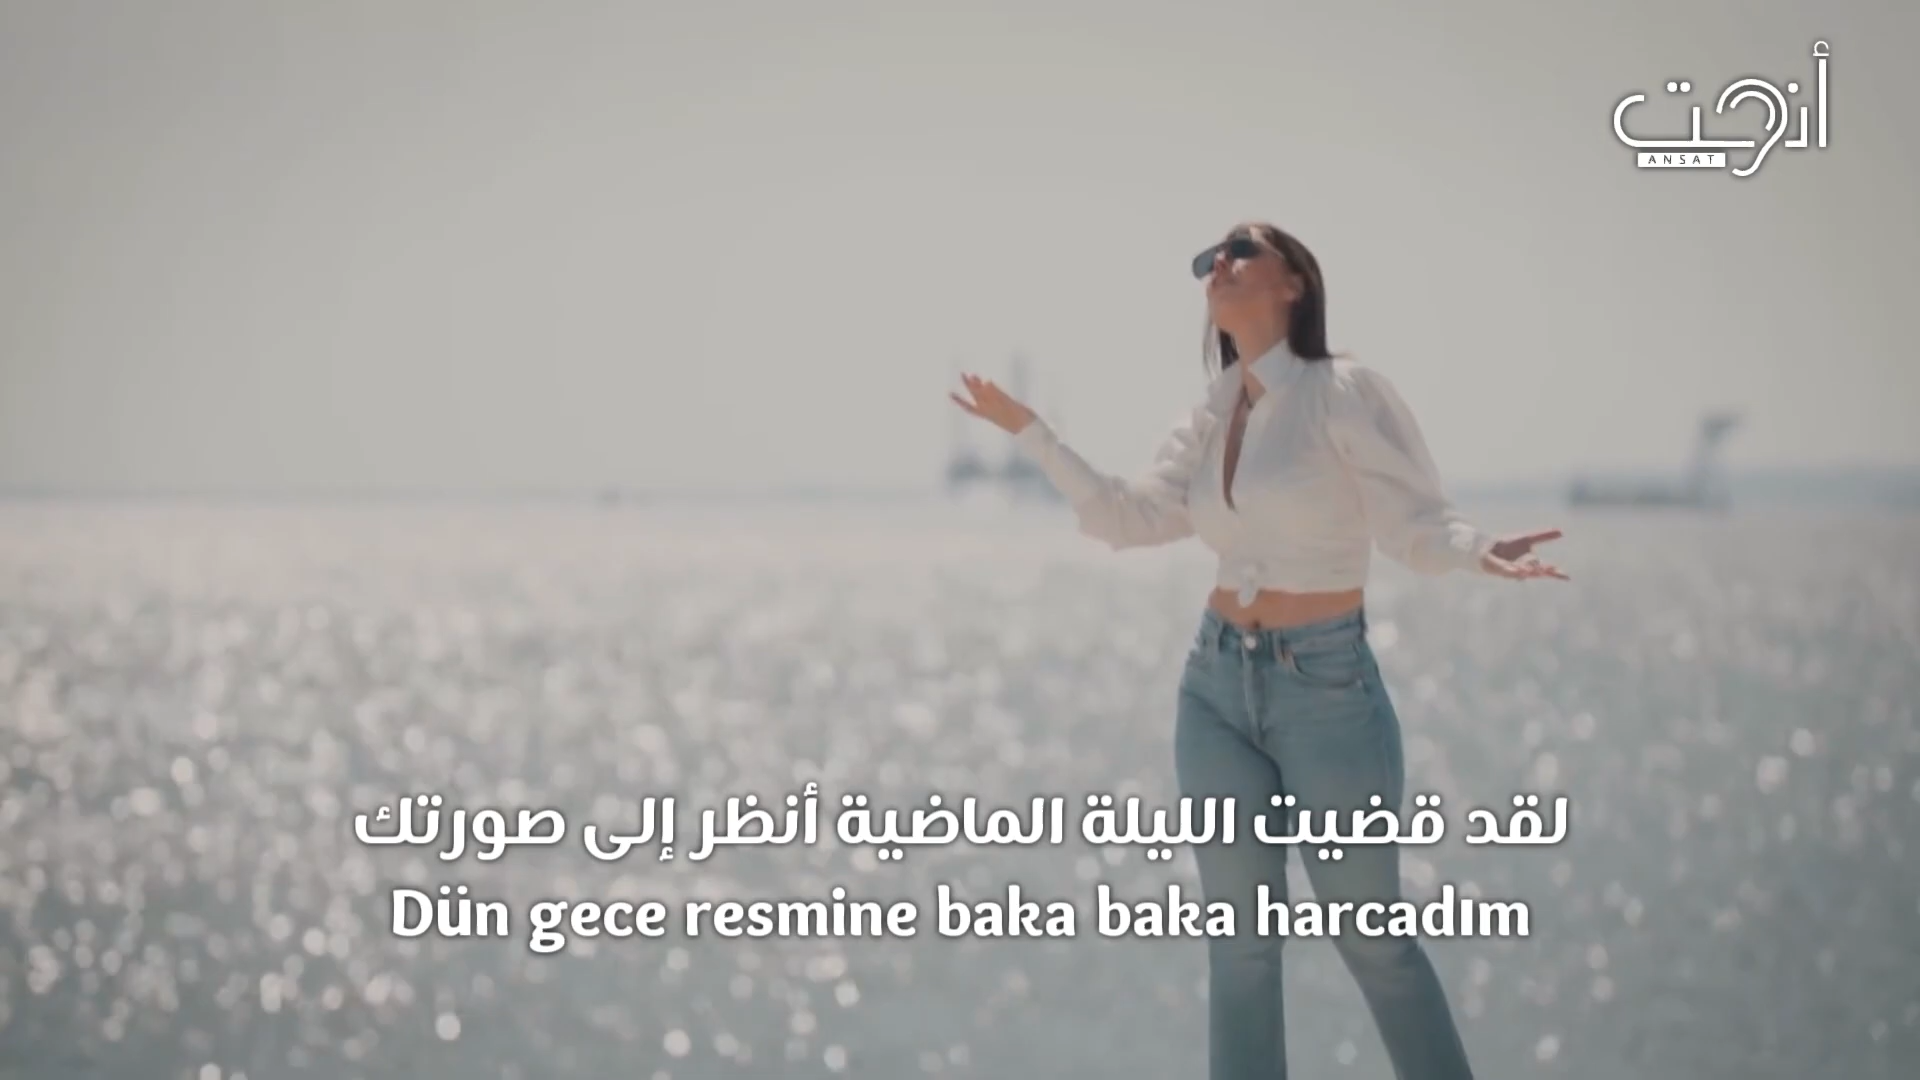 أنصت
ANSAT
لقد قضيت الليلة الماضية أنظر إلى صورتك
Dün gece resmine baka baka harcadım